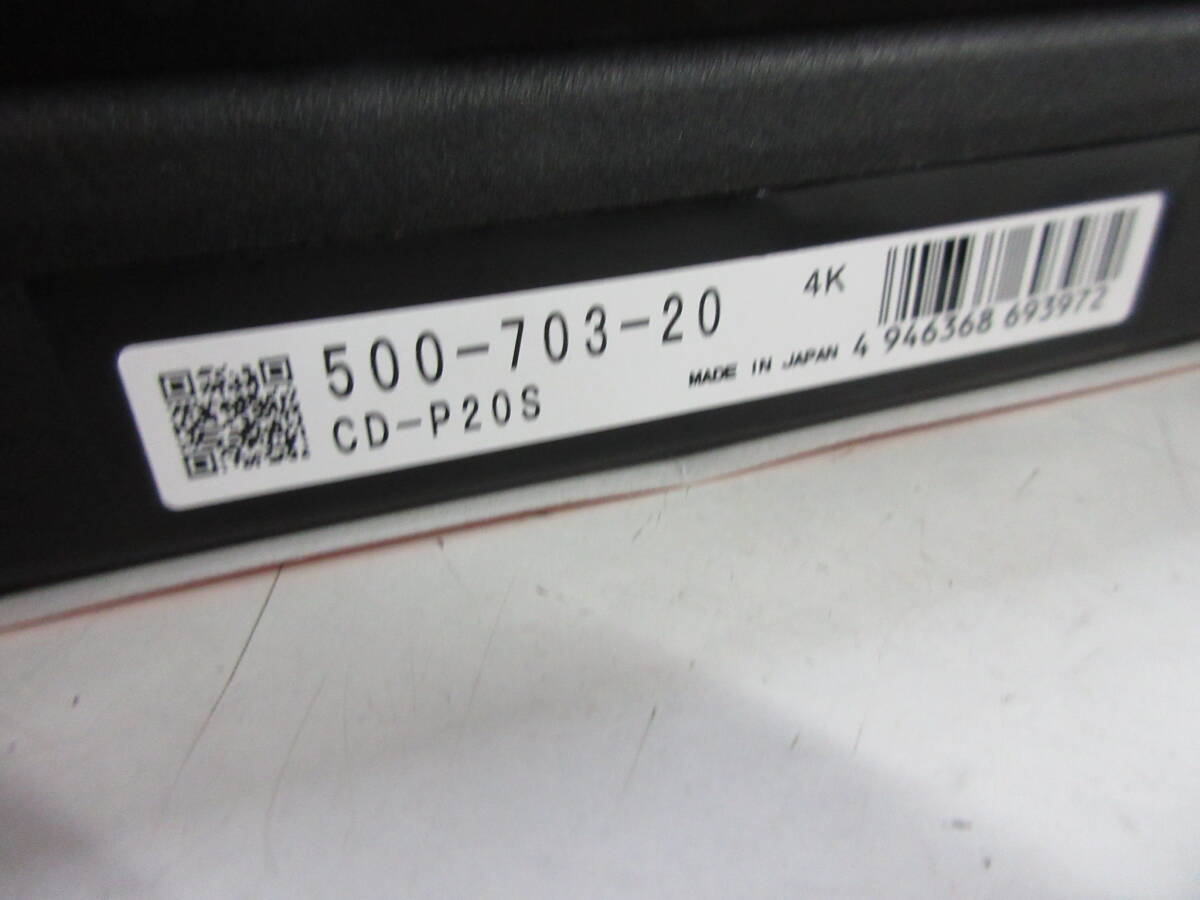 500-703-20
4K
CD-P20S
MADE IN JAPAN
4 946368 693972